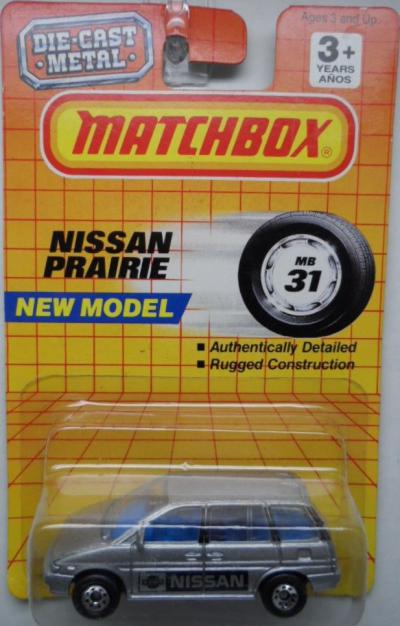 Ages 3 and Up
DIE-CAST
METAL
3+
YEARS
AÑOS
MATCHBOX®
NISSAN
PRAIRIE
MB
31
NEW MODEL
■ Authentically Detailed
■ Rugged Construction
NISSAN